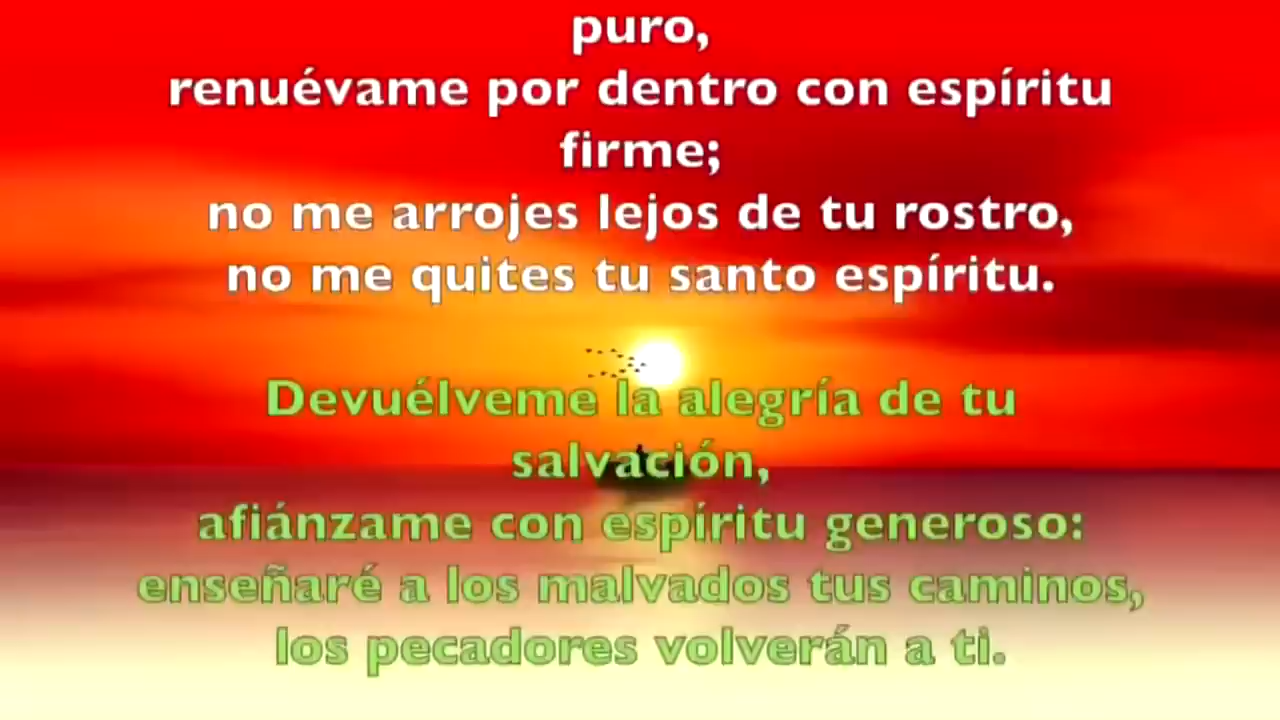 puro,
renuévame por dentro con espíritu
firme;
no me arrojes lejos de tu rostro,
no me quites tu santo espíritu.
Devuélveme la alegría de tu
salvación,
afiánzame con espíritu generoso:
enseñaré a los malvados tus caminos,
los pecadores volverán a ti.